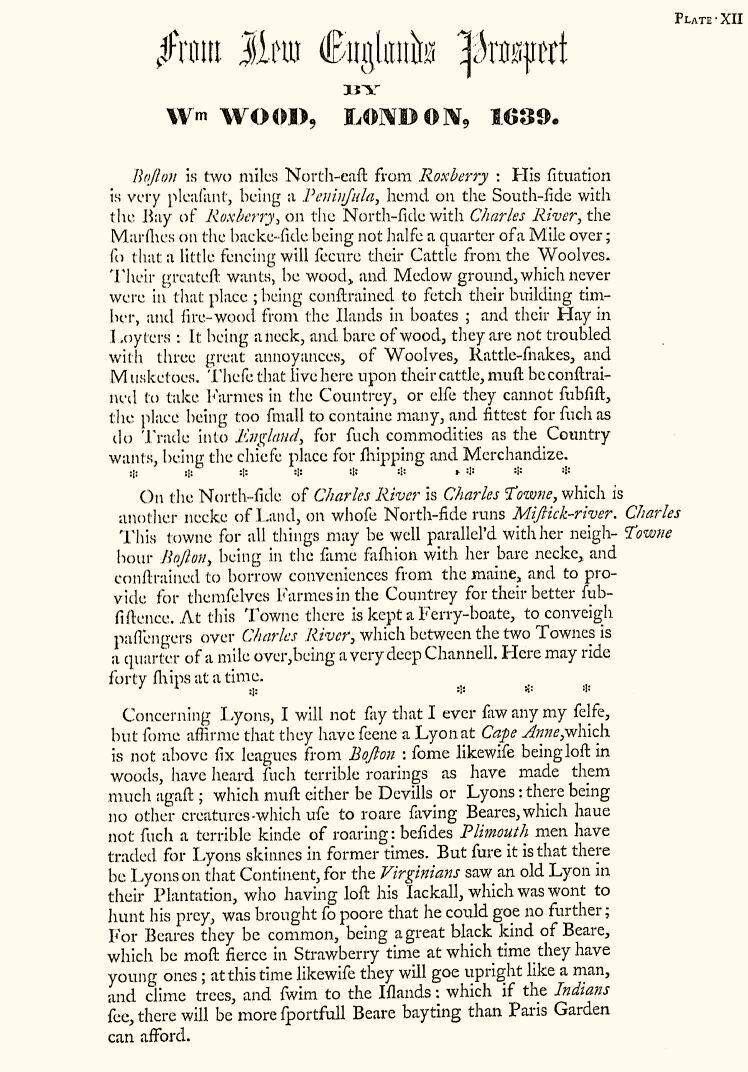 PLATE·XII
From New Englands Prospect
BY
Wm WOOD, LONDON, 1639.
Boſton is two miles North-eaſt from Roxberry : His ſituation
is very pleaſant, being a Peninſula, hemd on the South-ſide with
the Bay of Roxberry, on the North-ſide with Charles River, the
Marſhes on the backe-ſide being not halfe a quarter of a Mile over;
ſo that a little fencing will ſecure their Cattle from the Woolves.
Their greateſt wants, be wood, and Medow ground, which never
were in that place ; being conſtrained to fetch their building tim-
ber, and fire-wood from the Ilands in boates ; and their Hay in
Loyters : It being a neck, and bare of wood, they are not troubled
with three great annoyances, of Woolves, Rattle-ſnakes, and
Musketoes. Theſe that live here upon their cattle, muſt be conſtrai-
ned to take Farmes in the Countrey, or elſe they cannot ſubſiſt,
the place being too ſmall to containe many, and fitteſt for ſuch as
do Trade into England, for ſuch commodities as the Country
wants, being the chiefe place for ſhipping and Merchandize.
* * * * * * * * *
On the North-ſide of Charles River is Charles Towne, which is
another necke of Land, on whoſe North-ſide runs Miſtick-river. Charles
This towne for all things may be well parallel'd with her neigh- Towne
bour Boſton, being in the ſame faſhion with her bare necke, and
conſtrained to borrow conveniences from the maine, and to pro-
vide for themſelves Farmes in the Countrey for their better ſub-
ſiſtence. At this Towne there is kept a Ferry-boate, to conveigh
paſſengers over Charles River, which between the two Townes is
a quarter of a mile over, being a very deep Channell. Here may ride
forty ſhips at a time.
* * * *
Concerning Lyons, I will not ſay that I ever ſaw any my ſelfe,
but ſome affirme that they have ſeene a Lyon at Cape Anne, which
is not above ſix leagues from Boſton : ſome likewiſe being loſt in
woods, have heard ſuch terrible roarings as have made them
much agaſt ; which muſt either be Devills or Lyons : there being
no other creatures which uſe to roare ſaving Beares, which haue
not ſuch a terrible kinde of roaring : beſides Plimouth men have
traded for Lyons skinnes in former times. But ſure it is that there
be Lyons on that Continent, for the Virginians saw an old Lyon in
their Plantation, who having loſt his Iackall, which was wont to
hunt his prey, was brought ſo poore that he could goe no further ;
For Beares they be common, being a great black kind of Beare,
which be moſt fierce in Strawberry time at which time they have
young ones ; at this time likewiſe they will goe upright like a man,
and clime trees, and ſwim to the Iſlands : which if the Indians
ſee, there will be more ſportfull Beare bayting than Paris Garden
can afford.